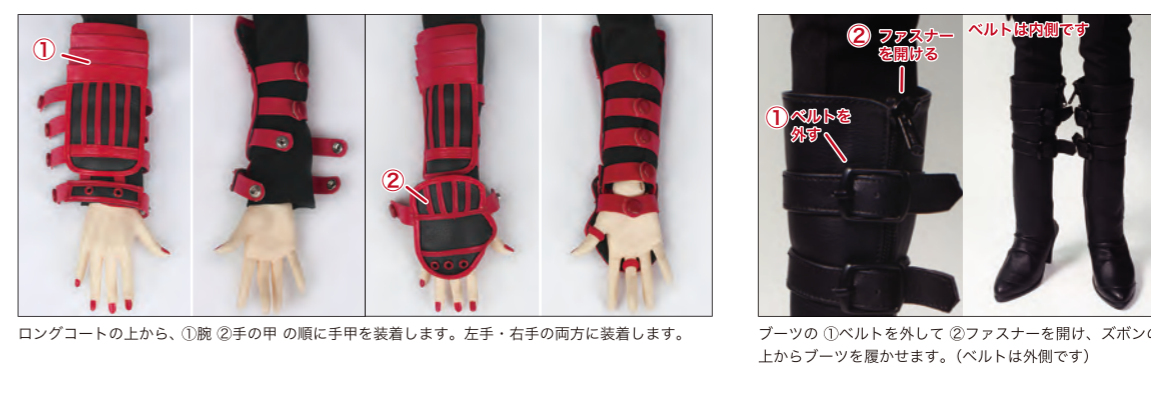 ①
②
ロングコートの上から、①腕 ②手の甲 の順に手甲を装着します。左手・右手の両方に装着します。
② ファスナー
を開ける
① ベルトを
外す
ベルトは内側です
ブーツの ①ベルトを外して ②ファスナーを開け、ズボンの
上からブーツを履かせます。（ベルトは外側です）